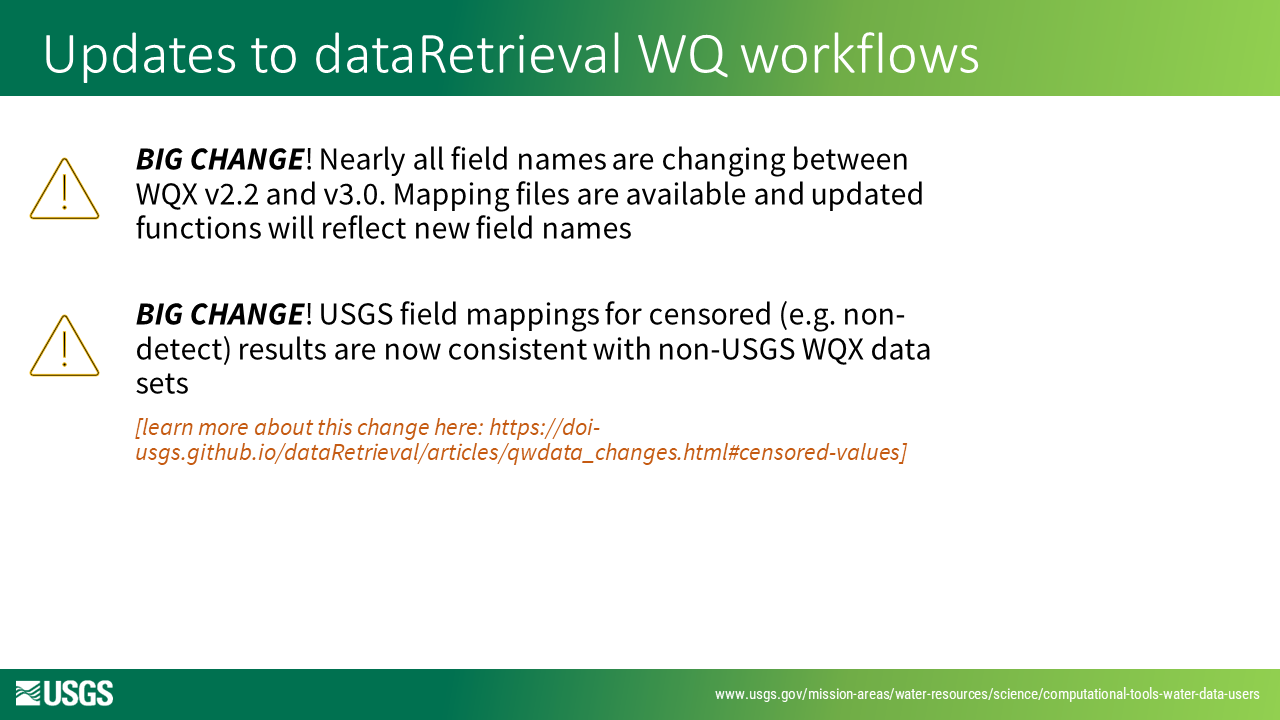 Updates to dataRetrieval WQ workflows
BIG CHANGE! Nearly all field names are changing between
WQX v2.2 and v3.0. Mapping files are available and updated
functions will reflect new field names
BIG CHANGE! USGS field mappings for censored (e.g. non-
detect) results are now consistent with non-USGS WQX data
sets
[learn more about this change here: https://doi-
usgs.github.io/dataRetrieval/articles/qwdata_changes.html#censored-values]
USGS
www.usgs.gov/mission-areas/water-resources/science/computational-tools-water-data-users